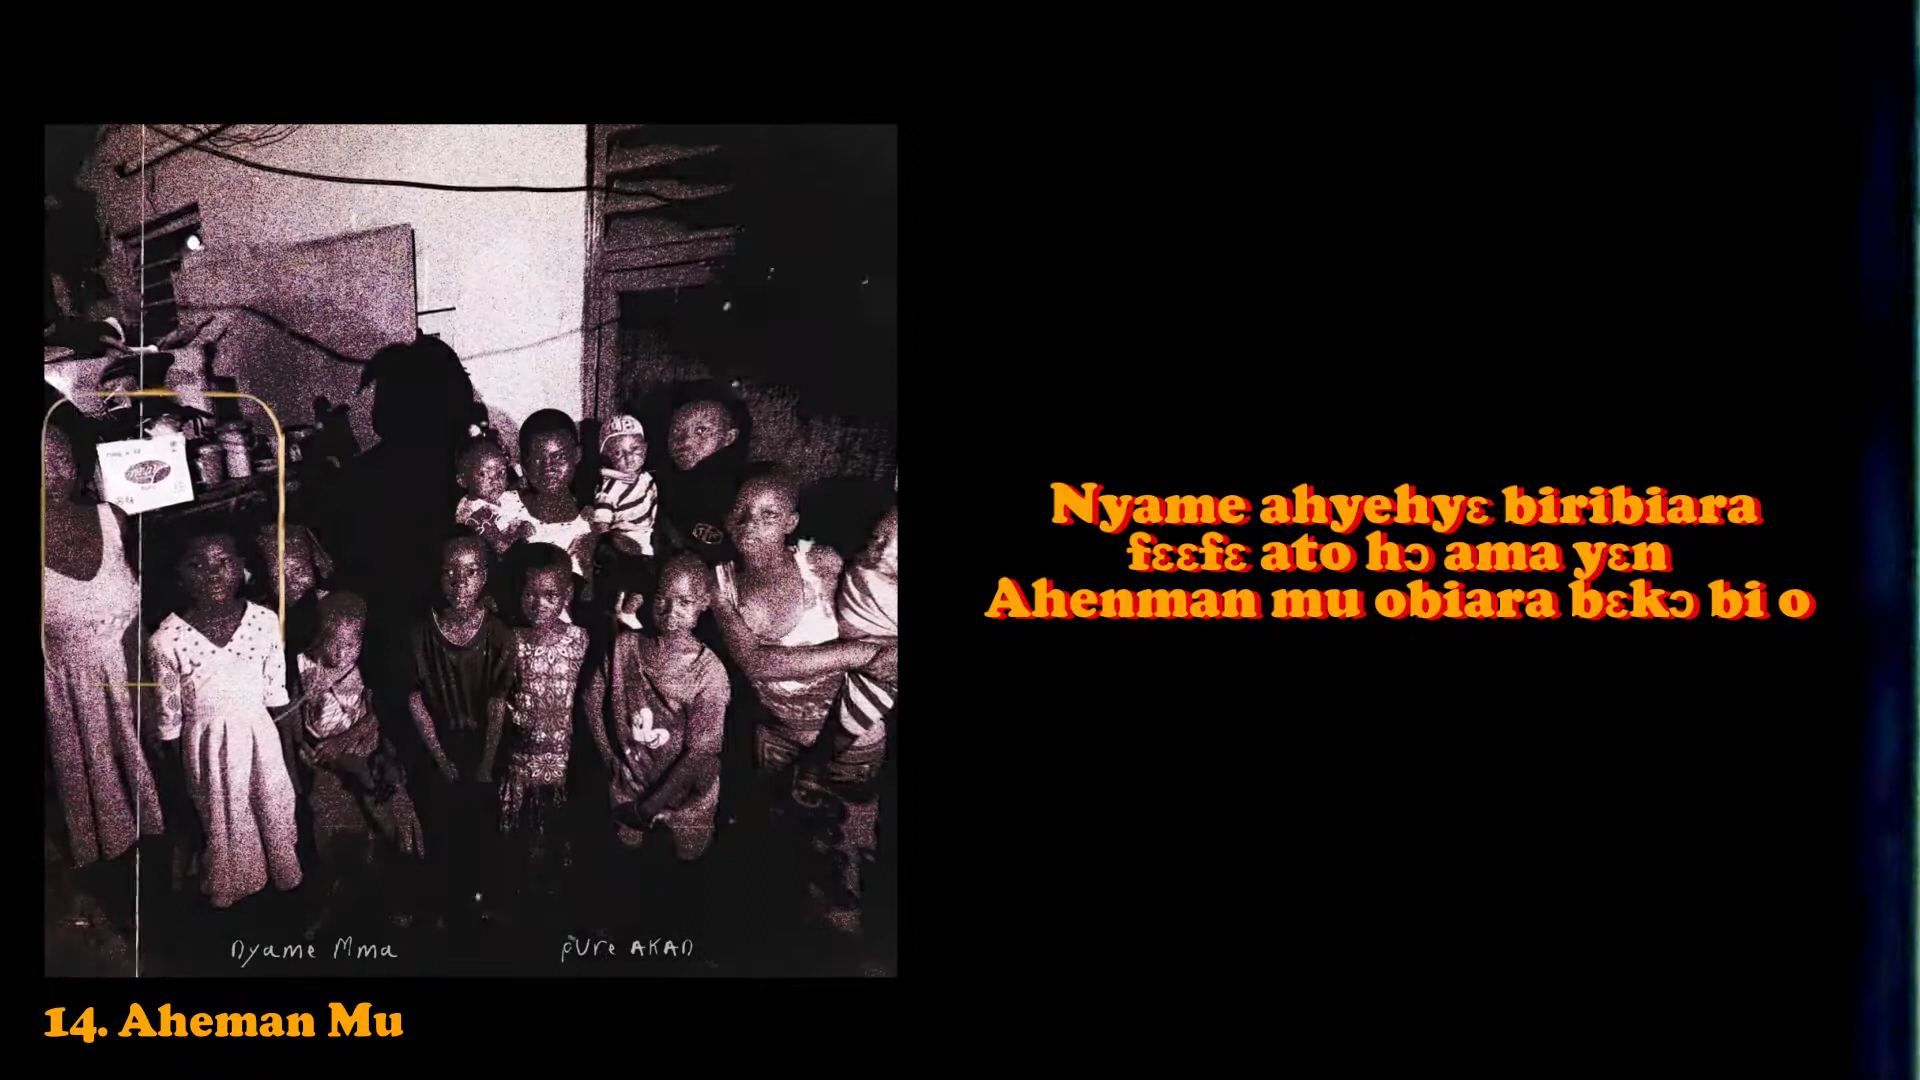 Nyame ahyehyɛ biribiara
fɛɛfɛ ato hɔ ama yɛn
Ahenman mu obiara bɛkɔ bi o
nyame Mma
pure AKAN
14. Aheman Mu